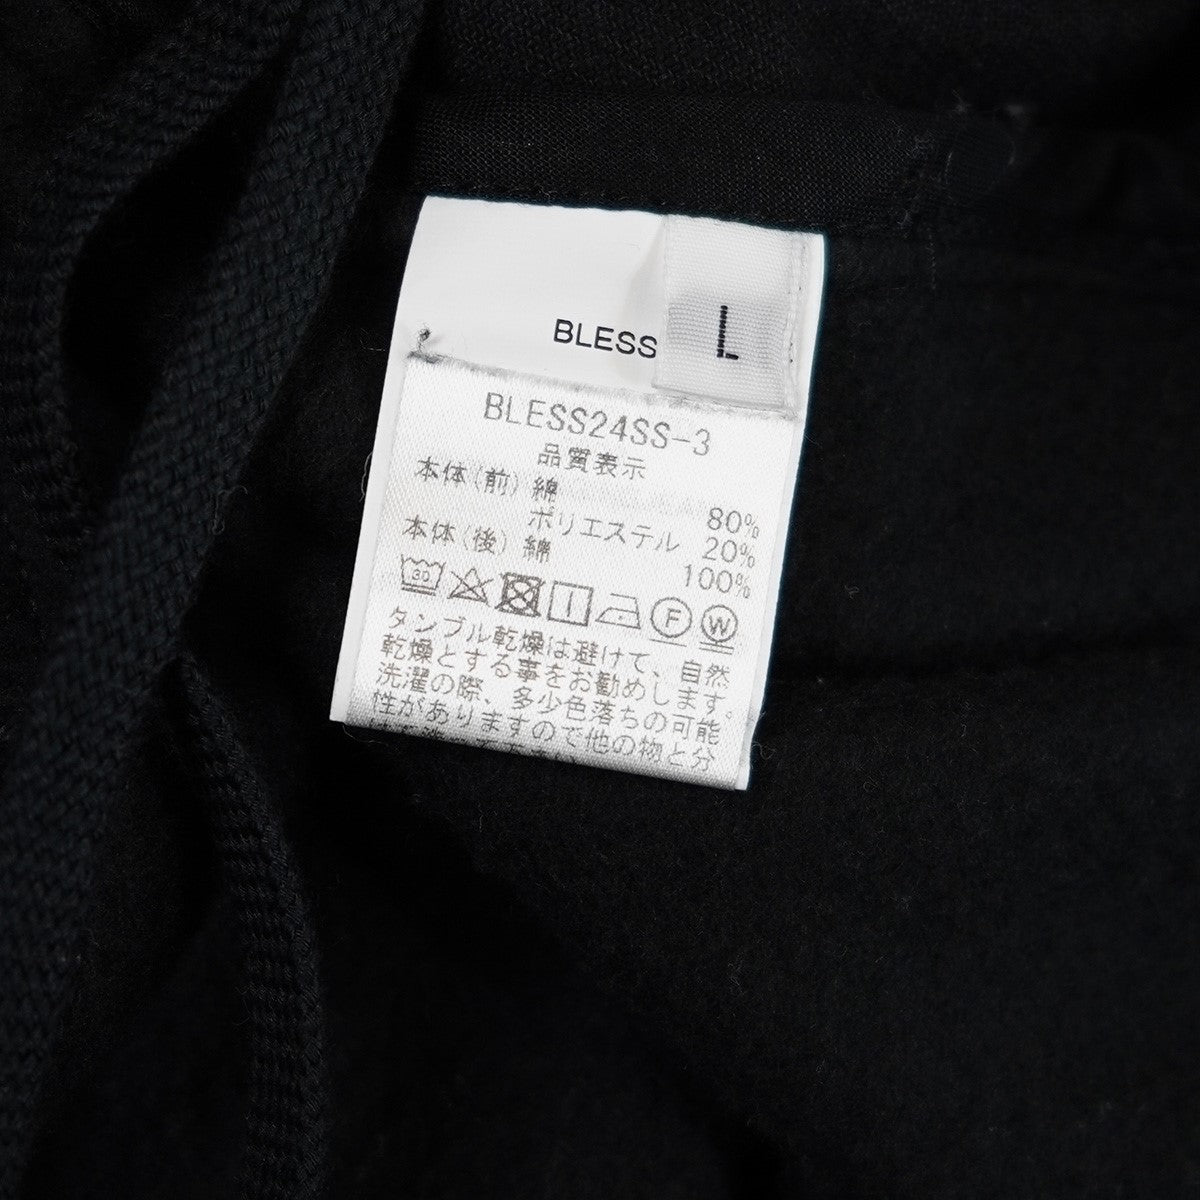 BLESS
L
BLESS24SS-3
品質表示
本体(前) 綿 80%
ポリエステル 20%
本体(後) 綿 100%
30
F W
タンブル乾燥は避けて、自然
乾燥とする事をお勧めします。
洗濯の際、多少色落ちの可能
性がありますので他の物と分